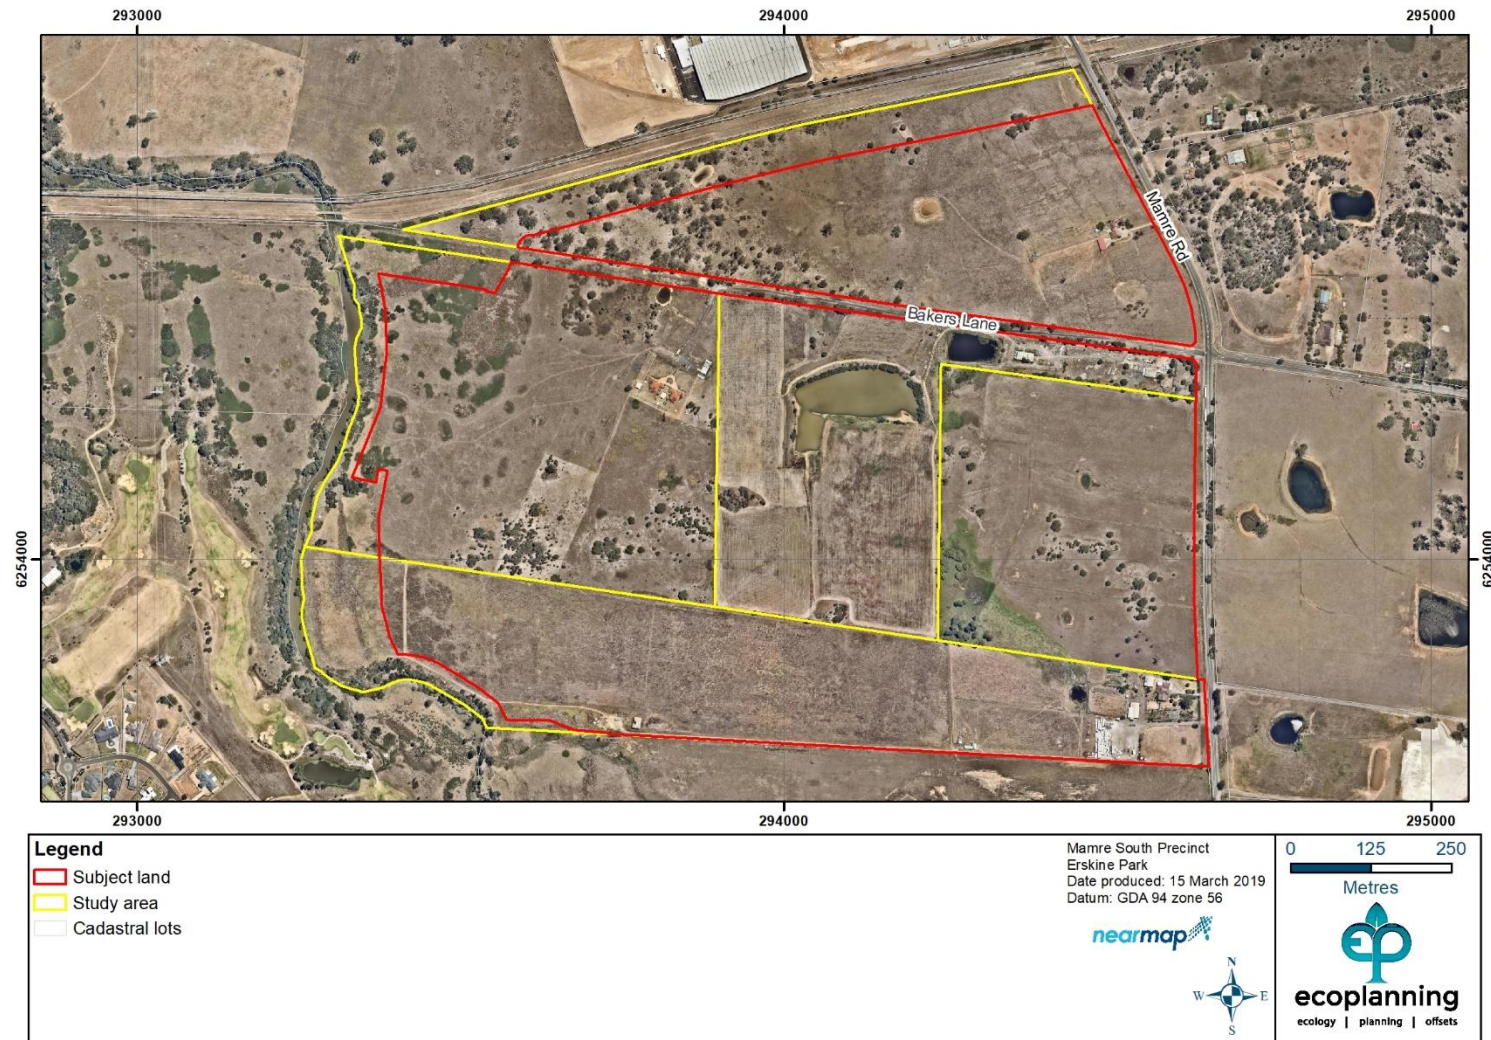 293000
294000
295000
Mamre Rd
Bakers Lane
6254000
6254000
293000
294000
295000
Legend
Subject land
Study area
Cadastral lots
Mamre South Precinct
Erskine Park
Date produced: 15 March 2019
Datum: GDA 94 zone 56
nearmap
N
W E
S
0 125 250
Metres
ep
ecoplanning
ecology | planning | offsets